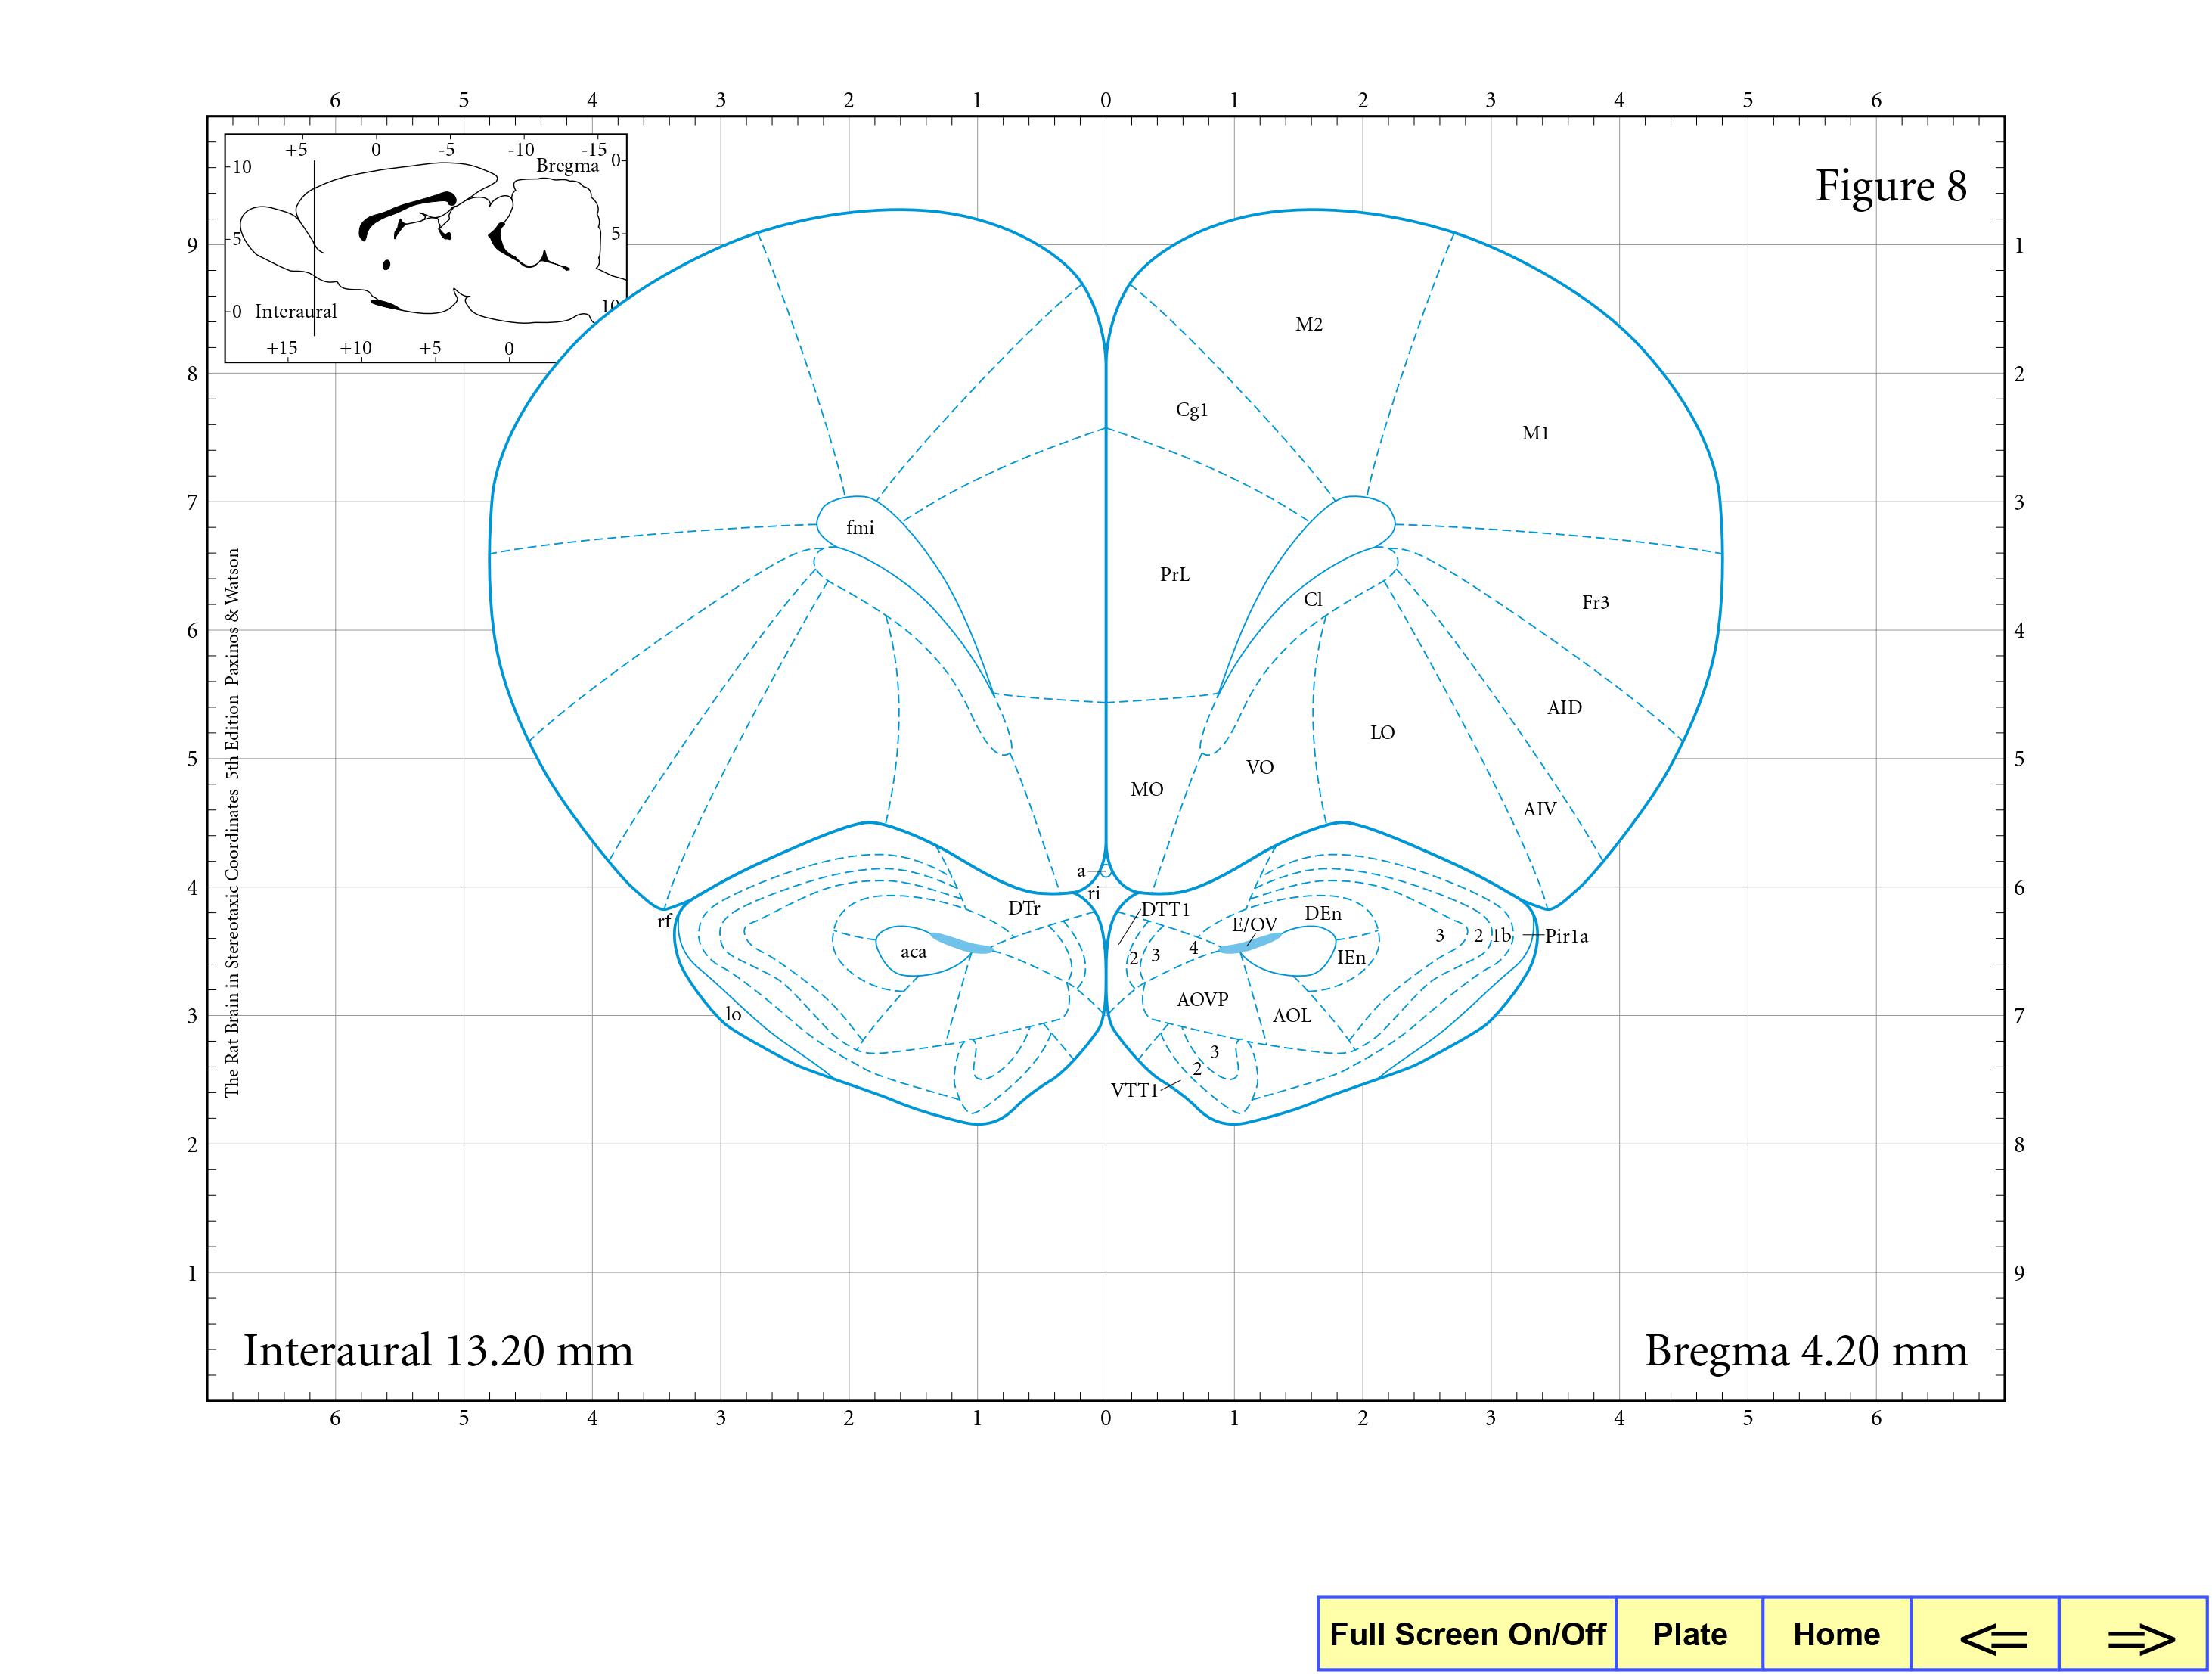 6 5 4 3 2 1 0 1 2 3 4 5 6
+5 0 -5 -10 -15
Bregma
0
10
5
5
0 Interaural
10
+15 +10 +5 0
Figure 8
9
8
7
6
5
4
3
2
1
1
2
3
4
5
6
7
8
9
The Rat Brain in Stereotaxic Coordinates 5th Edition Paxinos & Watson
M2
Cg1
M1
fmi
PrL
Cl
Fr3
AID
LO
VO
MO
AIV
a
ri
rf
DTr
DTT1
E/OV
DEn
aca
2 3 4
IEn
3 2 1b
Pir1a
AOVP
AOL
lo
3
2
VTT1
Interaural 13.20 mm
Bregma 4.20 mm
6 5 4 3 2 1 0 1 2 3 4 5 6
Full Screen On/Off Plate Home